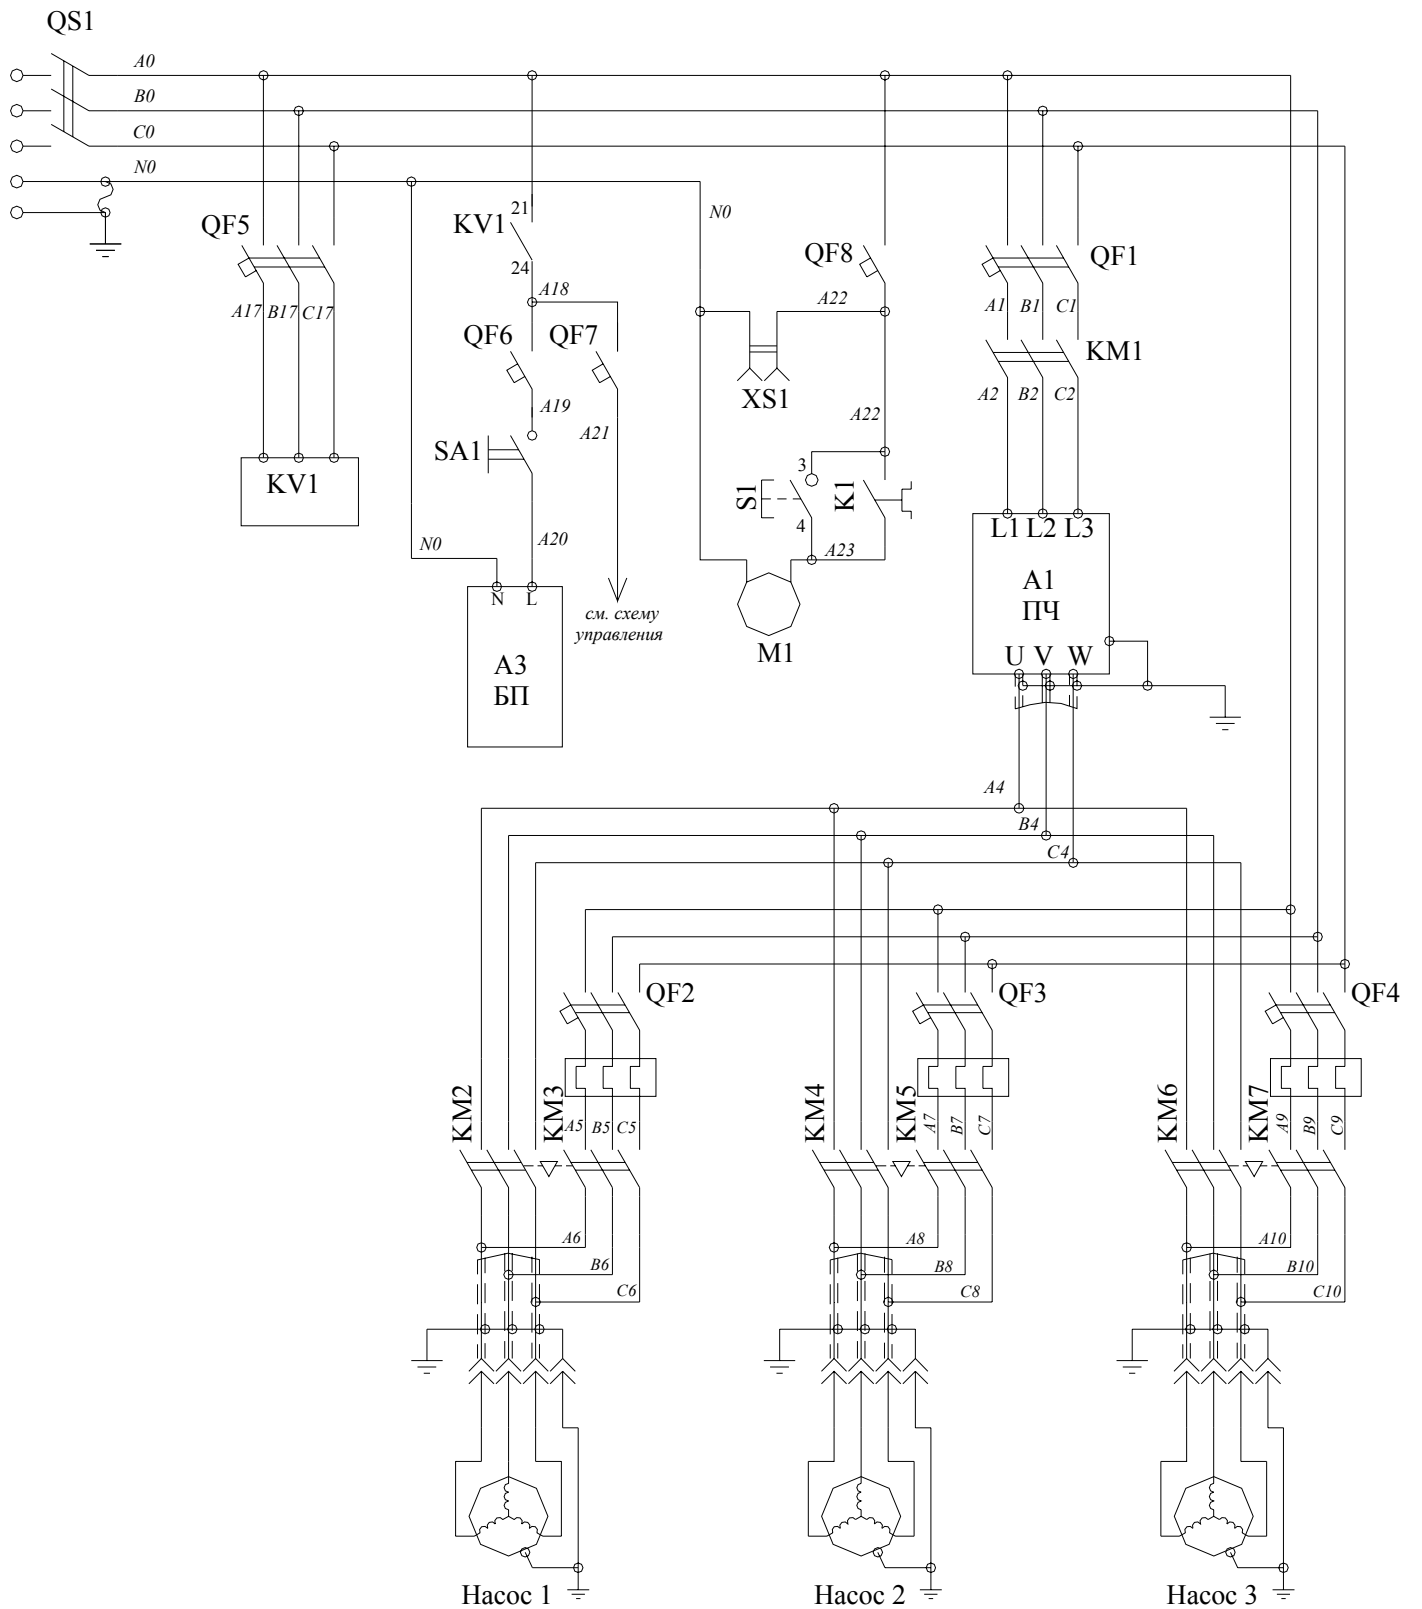 QS1
A0
B0
C0
N0
21
N0
QF5
KV1
QF8
QF1
24
A18
A22
A17
B17
C17
A1
B1
C1
QF6
QF7
KM1
XS1
A2
B2
C2
A19
A22
A21
SA1
3
KV1
S1
K1
4
L1 L2 L3
N0
A20
A23
A1
ПЧ
N
L
см. схему
управления
M1
U V W
A3
БП
A4
B4
C4
QF2
QF3
QF4
KM2
KM3
A5
B5
C5
KM4
KM5
A7
B7
C7
KM6
KM7
A9
B9
C9
A6
B6
C6
A8
B8
C8
A10
B10
C10
Насос 1
Насос 2
Насос 3